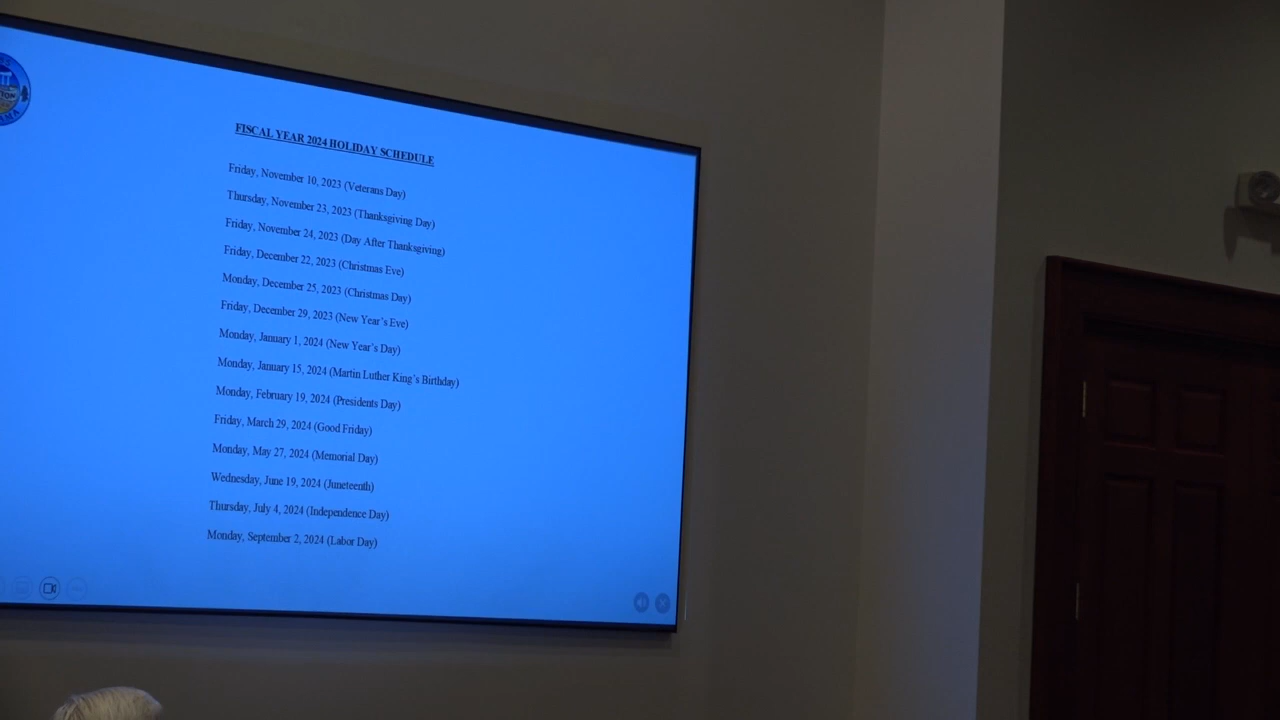 FISCAL YEAR 2024 HOLIDAY SCHEDULE
Friday, November 10, 2023 (Veterans Day)
Thursday, November 23, 2023 (Thanksgiving Day)
Friday, November 24, 2023 (Day After Thanksgiving)
Friday, December 22, 2023 (Christmas Eve)
Monday, December 25, 2023 (Christmas Day)
Friday, December 29, 2023 (New Year's Eve)
Monday, January 1, 2024 (New Year's Day)
Monday, January 15, 2024 (Martin Luther King's Birthday)
Monday, February 19, 2024 (Presidents Day)
Friday, March 29, 2024 (Good Friday)
Monday, May 27, 2024 (Memorial Day)
Wednesday, June 19, 2024 (Juneteenth)
Thursday, July 4, 2024 (Independence Day)
Monday, September 2, 2024 (Labor Day)